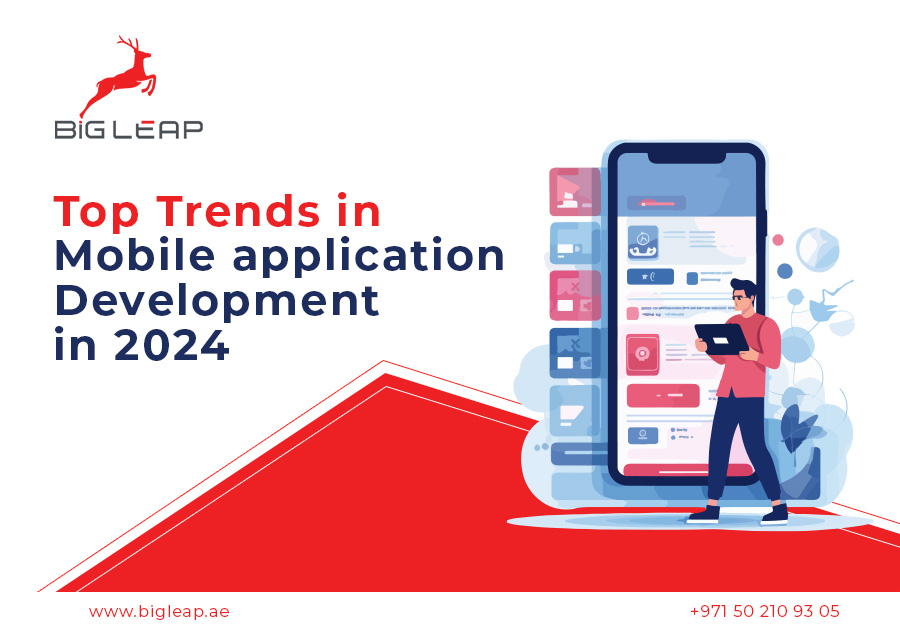 BIG LEAP
Top Trends in
Mobile application
Development
in 2024
www.bigleap.ae
+971 50 210 93 05